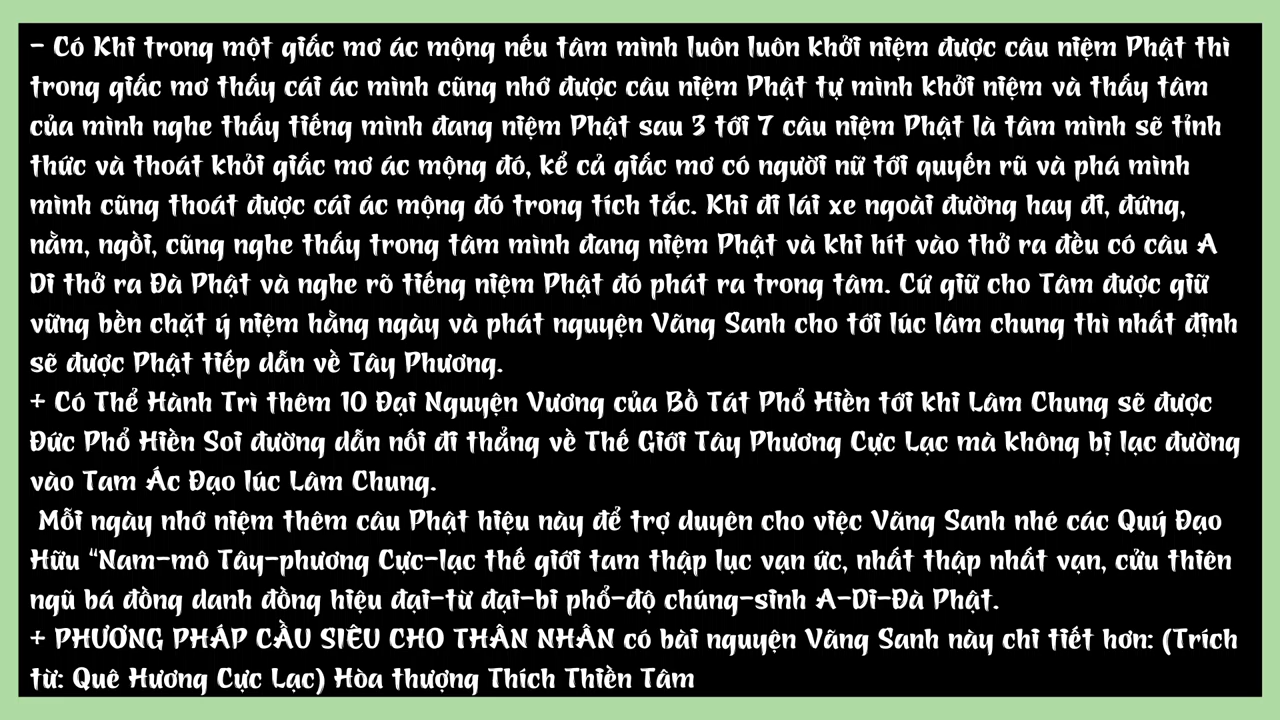 - Có Khi trong một giấc mơ ác mộng nếu tâm mình luôn luôn khởi niệm được câu niệm Phật thì
trong giấc mơ thấy cái ác mình cũng nhớ được câu niệm Phật tự mình khởi niệm và thấy tâm
của mình nghe thấy tiếng mình đang niệm Phật sau 3 tới 7 câu niệm Phật là tâm mình sẽ tỉnh
thức và thoát khỏi giấc mơ ác mộng đó, kể cả giấc mơ có người nữ tới quyến rũ và phá mình
mình cũng thoát được cái ác mộng đó trong tích tắc. Khi đi lái xe ngoài đường hay đi, đứng,
nằm, ngồi, cũng nghe thấy trong tâm mình đang niệm Phật và khi hít vào thở ra đều có câu A
Di thở ra Đà Phật và nghe rõ tiếng niệm Phật đó phát ra trong tâm. Cứ giữ cho Tâm được giữ
vững bền chặt ý niệm hằng ngày và phát nguyện Vãng Sanh cho tới lúc lâm chung thì nhất định
sẽ được Phật tiếp dẫn về Tây Phương.
+ Có Thể Hành Trì thêm 10 Đại Nguyện Vương của Bồ Tát Phổ Hiền tới khi Lâm Chung sẽ được
Đức Phổ Hiền Soi đường dẫn nối đi thẳng về Thế Giới Tây Phương Cực Lạc mà không bị lạc đường
vào Tam Ác Đạo lúc Lâm Chung.
Mỗi ngày nhớ niệm thêm câu Phật hiệu này để trợ duyên cho việc Vãng Sanh nhé các Quý Đạo
Hữu “Nam-mô Tây-phương Cực-lạc thế giới tam thập lục vạn ức, nhất thập nhất vạn, cửu thiên
ngũ bá đồng danh đồng hiệu đại-từ đại-bi phổ-độ chúng-sinh A-Di-Đà Phật.
+ PHƯƠNG PHÁP CẦU SIÊU CHO THÂN NHÂN có bài nguyện Vãng Sanh này chi tiết hơn: (Trích
từ: Quê Hương Cực Lạc) Hòa thượng Thích Thiền Tâm